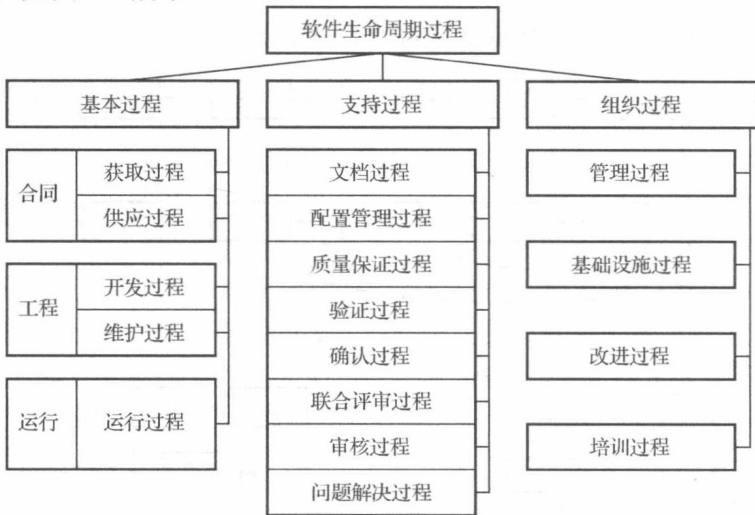 软件生命周期过程
基本过程
支持过程
组织过程
合同
获取过程
供应过程
工程
开发过程
维护过程
运行
运行过程
文档过程
配置管理过程
质量保证过程
验证过程
确认过程
联合评审过程
审核过程
问题解决过程
管理过程
基础设施过程
改进过程
培训过程